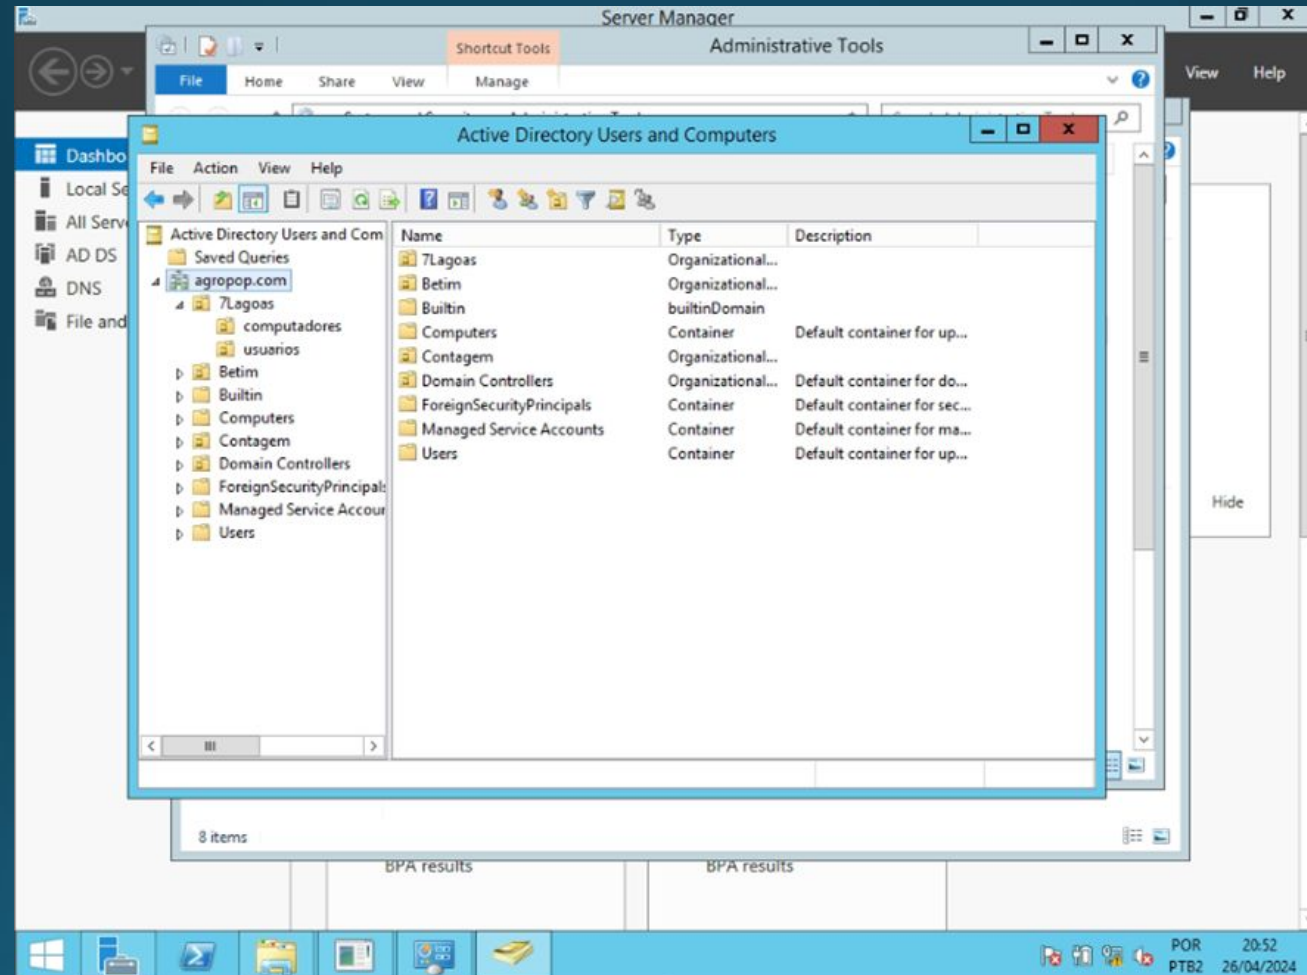 Server Manager
Shortcut Tools
Administrative Tools
File Home Share View Manage
View Help
Active Directory Users and Computers
File Action View Help
Local Se
AD DS
DNS
File and
Active Directory Users and Com
Saved Queries
agropop.com
7Lagoas
computadores
usuarios
Betim
Builtin
Computers
Contagem
Domain Controllers
ForeignSecurityPrincipals
Managed Service Accour
Users
Name Type Description
7Lagoas Organizational...
Betim Organizational...
Builtin builtinDomain
Computers Container Default container for up...
Contagem Organizational...
Domain Controllers Organizational... Default container for do...
ForeignSecurityPrincipals Container Default container for sec...
Managed Service Accounts Container Default container for ma...
Users Container Default container for up...
Hide
8 items
BPA results BPA results
POR 20:52
PTB2 26/04/2024